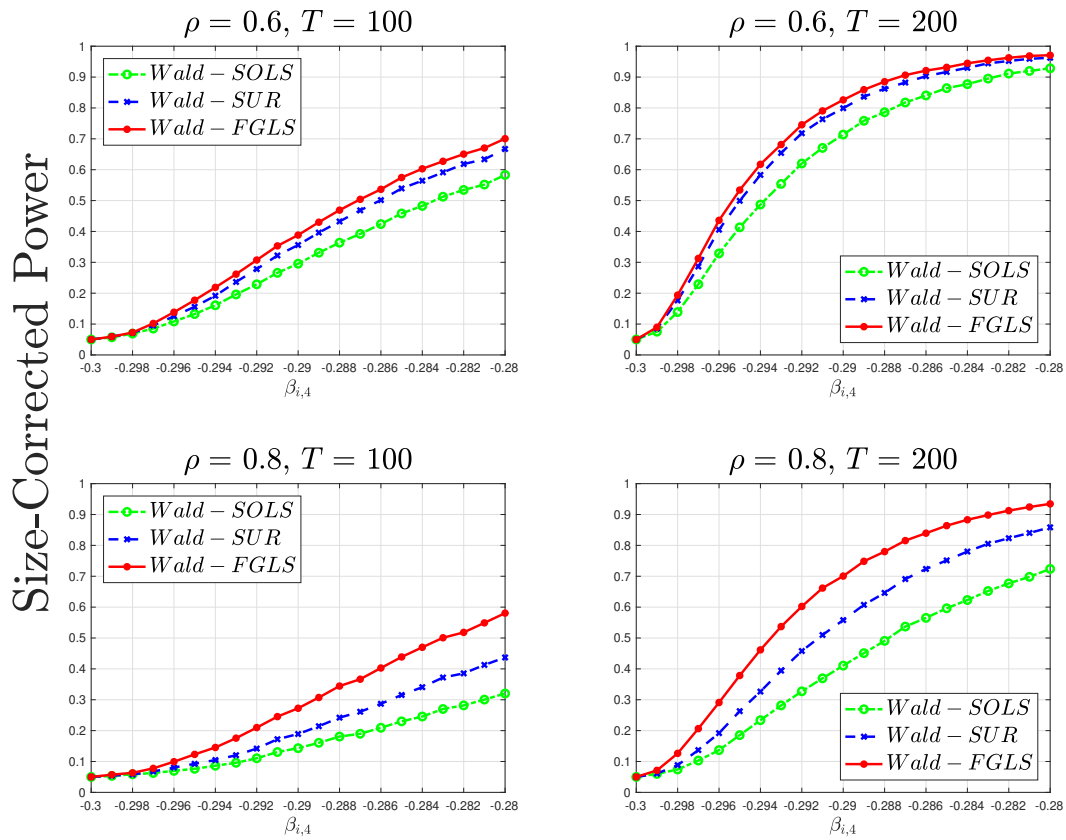 Size-Corrected Power
ρ = 0.6, T = 100
1
0.9
0.8
0.7
0.6
0.5
0.4
0.3
0.2
0.1
0
Wald − SOLS
Wald − SUR
Wald − FGLS
-0.3 -0.298 -0.296 -0.294 -0.292 -0.29 -0.288 -0.286 -0.284 -0.282 -0.28
β_{i,4}
ρ = 0.6, T = 200
1
0.9
0.8
0.7
0.6
0.5
0.4
0.3
0.2
0.1
0
Wald − SOLS
Wald − SUR
Wald − FGLS
-0.3 -0.298 -0.296 -0.294 -0.292 -0.29 -0.288 -0.286 -0.284 -0.282 -0.28
β_{i,4}
ρ = 0.8, T = 100
1
0.9
0.8
0.7
0.6
0.5
0.4
0.3
0.2
0.1
0
Wald − SOLS
Wald − SUR
Wald − FGLS
-0.3 -0.298 -0.296 -0.294 -0.292 -0.29 -0.288 -0.286 -0.284 -0.282 -0.28
β_{i,4}
ρ = 0.8, T = 200
1
0.9
0.8
0.7
0.6
0.5
0.4
0.3
0.2
0.1
0
Wald − SOLS
Wald − SUR
Wald − FGLS
-0.3 -0.298 -0.296 -0.294 -0.292 -0.29 -0.288 -0.286 -0.284 -0.282 -0.28
β_{i,4}